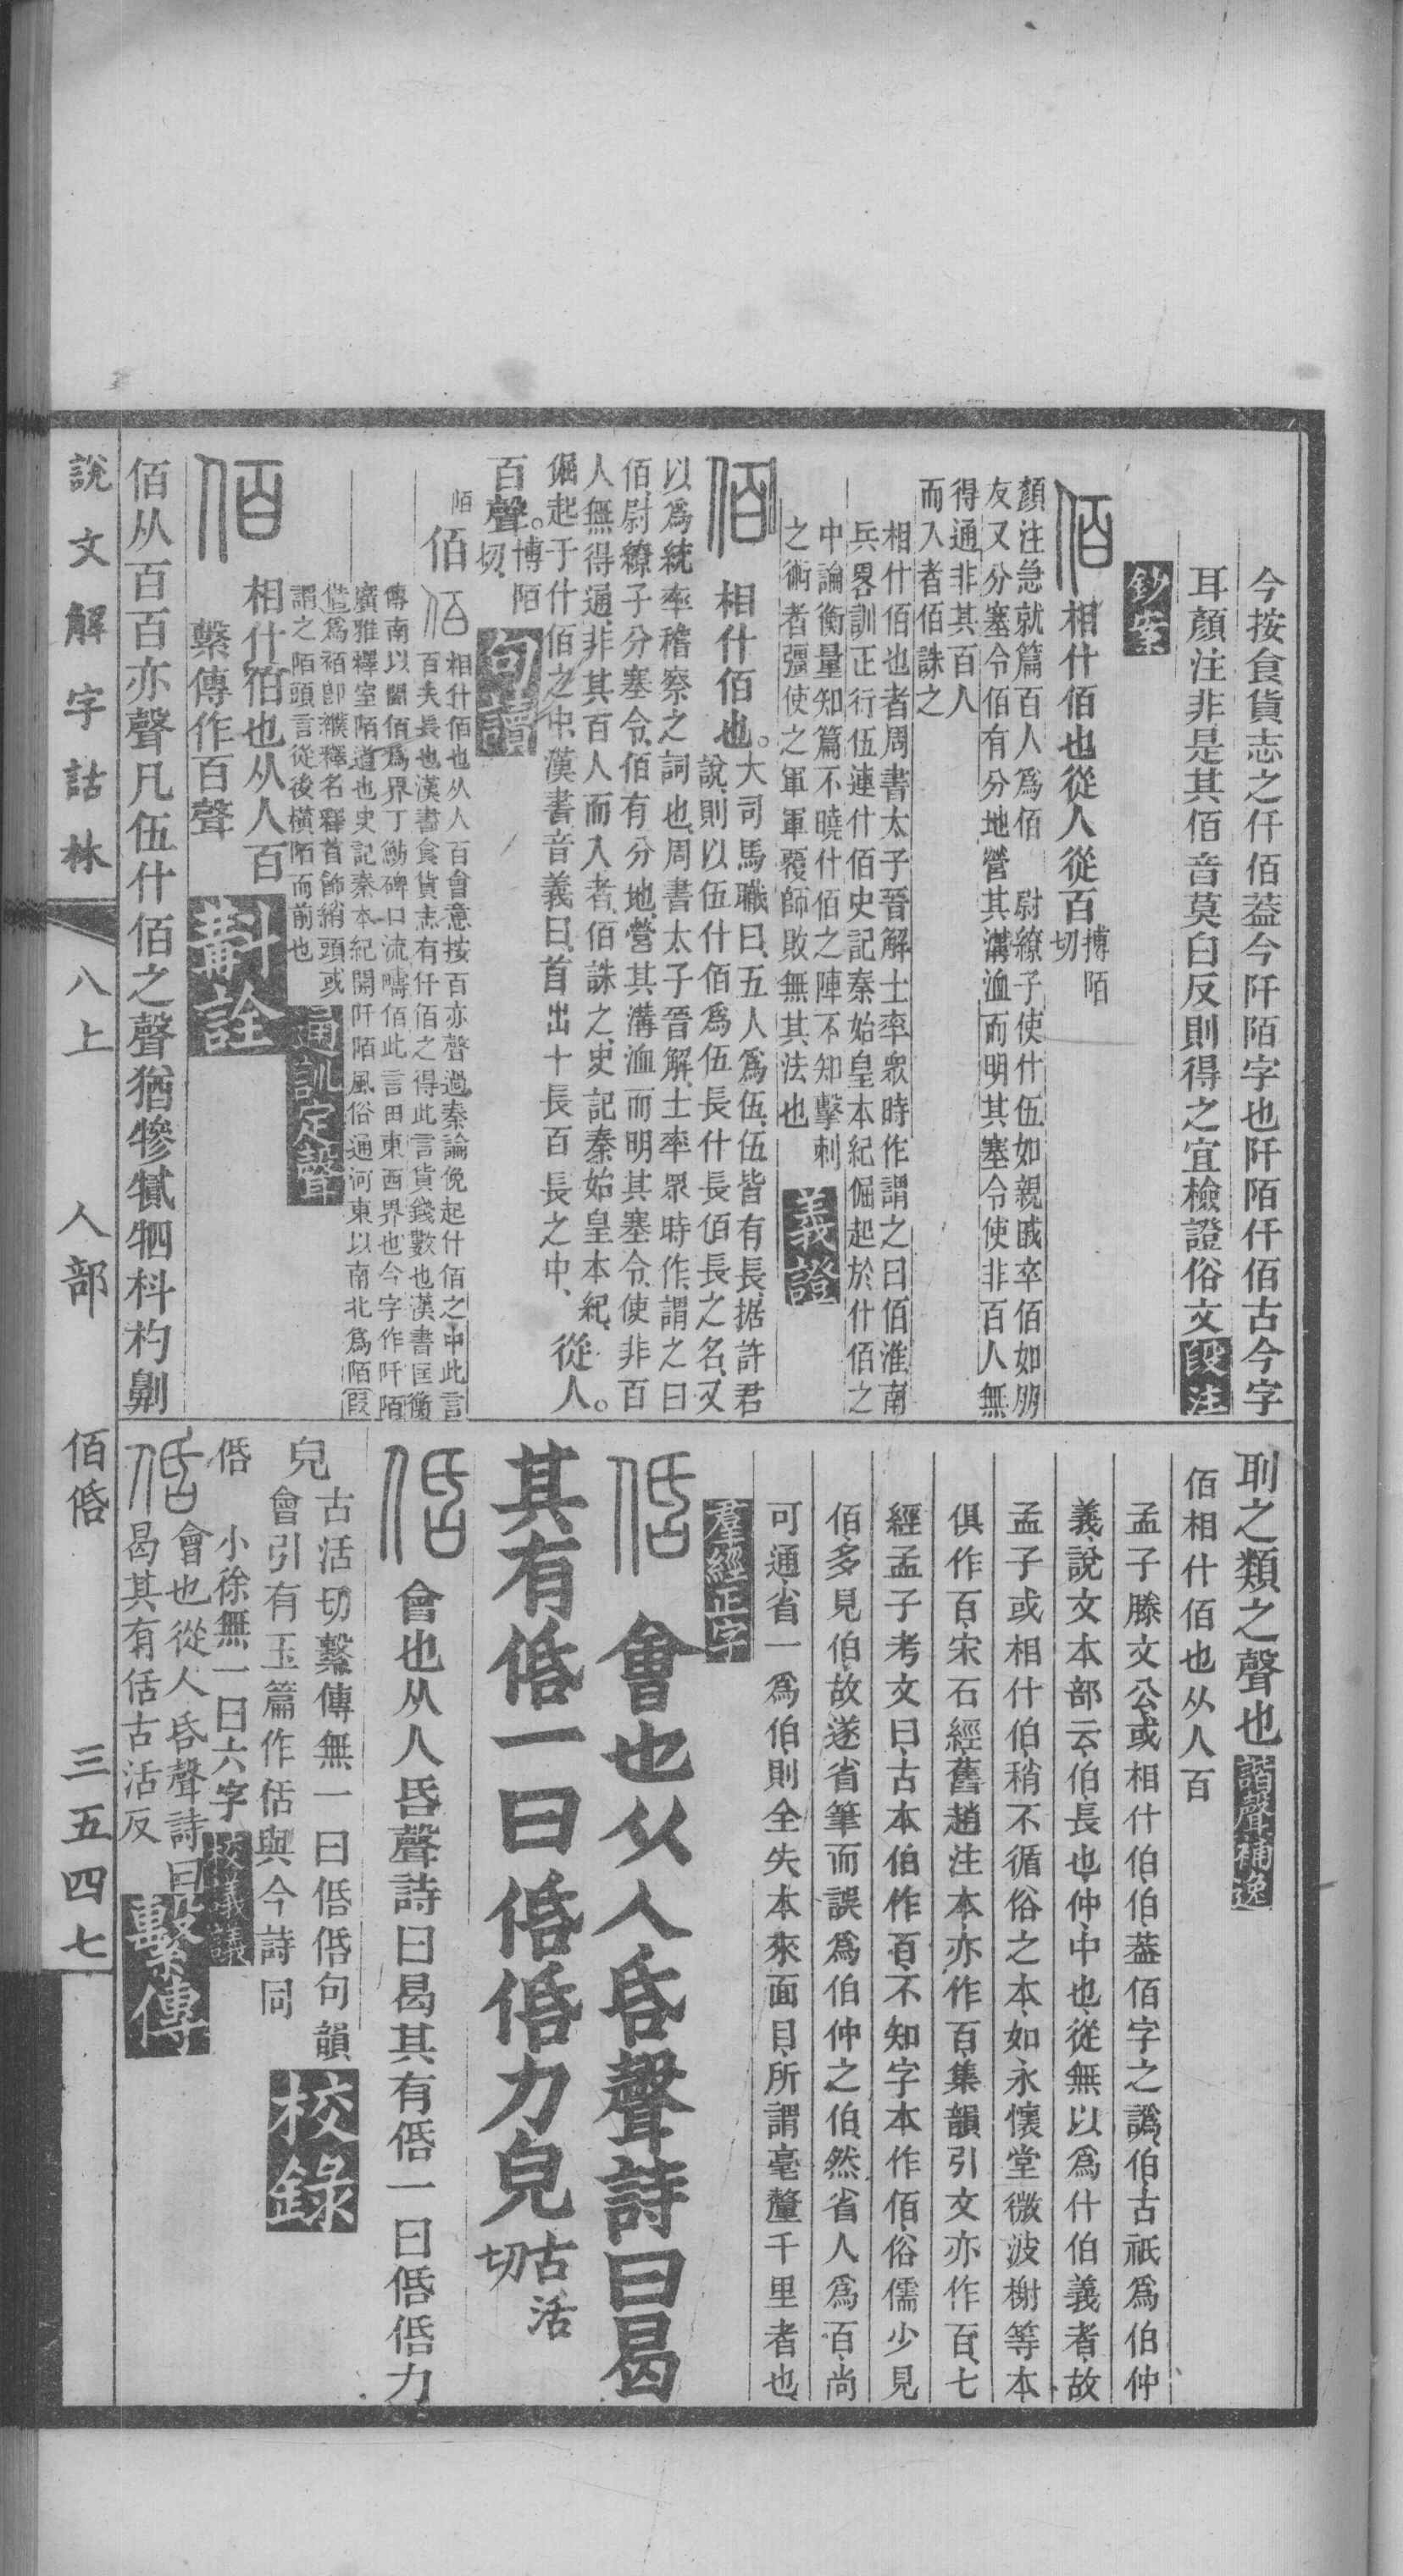 今按食貨志之仟佰葢今阡陌字也阡陌仟佰古今字
耳顏注非是其佰音莫白反則得之宜檢證俗文段注
鈔案
佰相什佰也從人從百
博陌
切
顏注急就篇百人爲佰　尉繚子使什伍如親戚卒佰如朋
友又分塞令佰有分地營其溝洫而明其塞令使非百人無
得通非其百人
而入者佰誅之
相什佰也者周書太子晉解士率衆時作謂之曰佰淮南
兵畧訓正行伍連什佰史記秦始皇本紀倔起於什佰之
中論衡量知篇不曉什佰之陣不知擊刺
之術者彊使之軍軍覆師敗無其法也
義證
佰　相什佰也。
大司馬職曰、五人爲伍、伍皆有長、据許君
說、則以伍什佰爲伍長什長佰長之名、又
以爲統率稽察之詞也、周書太子晉解、士率衆時作、謂之曰
佰、尉繚子分塞令、佰有分地、營其溝洫而明其塞令、使非百
人無得通、非其百人而入者、佰誅之、史記秦始皇本紀、
倔起于什佰之中、漢書音義曰、首出十長百長之中、
從人。
百聲。
博陌
切、
句讀
陌
佰
佰
相什佰也从人百會意按百亦聲過秦論俛起什佰之中此言
百夫長也漢書食貨志有仟佰之得此言貨錢數也漢書匡衡
傳南以閩佰爲界丁魴碑口流疇佰此言田東西界也今字作阡陌
廣雅釋室陌道也史記秦本紀開阡陌風俗通河東以南北爲陌叚
借爲袹卽襆釋名釋首飾綃頭或
謂之陌頭言從後橫陌而前也
通訓定聲
佰
相什伯也从人百
繫傳作百聲
斠詮
佰从百百亦聲凡伍什佰之聲猶犙犆牭枓杓劓
刵之類之聲也
諧聲補逸
佰相什佰也从人百
孟子滕文公或相什伯、伯、葢佰字之譌、伯、古祇爲伯仲
義、說文本部云、伯、長也、仲、中也、從無以爲什伯義者、故
孟子或相什伯、稍不循俗之本、如永懷堂微波榭等本、
俱作百、宋石經、舊趙注本、亦作百、集韻引文亦作百、七
經孟子考文曰、古本伯作百、不知字本作佰、俗儒少見
佰、多見伯、故遂省筆而誤爲伯仲之伯、然省人爲百、尚
可通、省一爲伯、則全失本來面目、所謂毫釐千里者也、
羣經正字
佸　會也从人𠯑聲詩曰曷
其有佸一曰佸佸力皃
古活
切
佸　會也从人𠯑聲詩曰曷其有佸一曰佸佸力
皃
古活切繫傳無一曰佸佸句韻
會引有玉篇作佸與今詩同
校錄
佸
小徐無一曰六字
校議議
佸
會也從人𠯑聲詩曰
曷其有佸古活反
繫傳
說文解字詁林
八上
人部
佰佸
三五四七